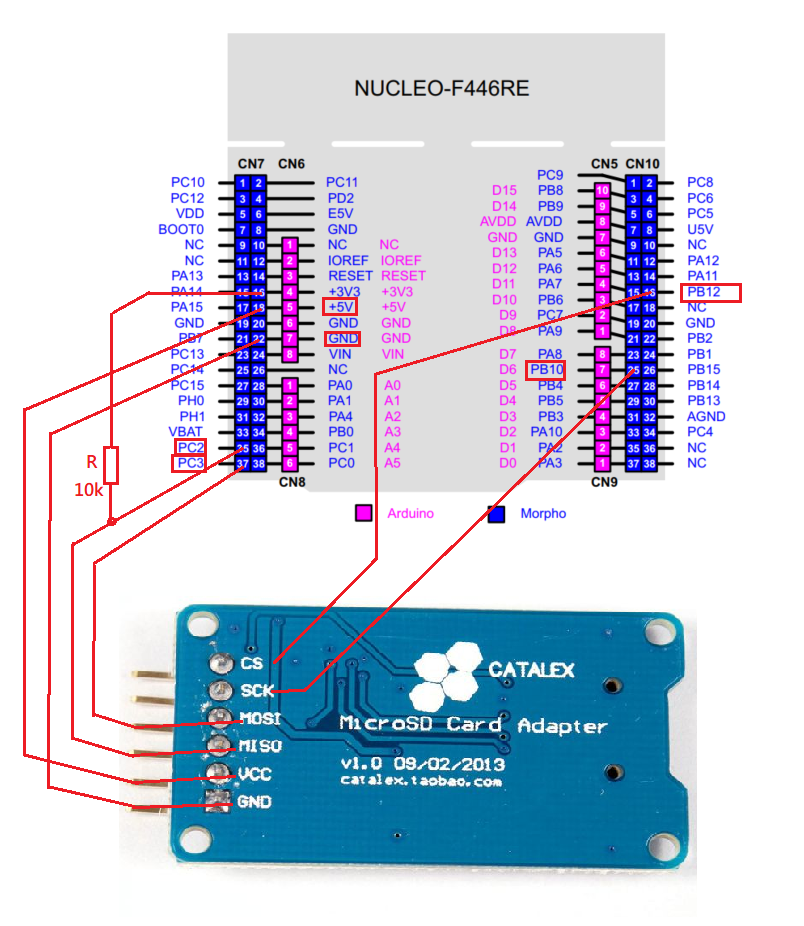 NUCLEO-F446RE
CN7 CN6 CN5 CN10
PC10 1 2 PC11 PC9 1 2 PC8
PC12 3 4 PD2 D15 PB8 10 3 4 PC6
VDD 5 6 E5V D14 PB9 9 5 6 PC5
BOOT0 7 8 GND AVDD AVDD 8 7 8 U5V
NC 9 10 1 NC NC GND GND 7 9 10 NC
NC 11 12 2 IOREF IOREF D13 PA5 6 11 12 PA12
PA13 13 14 3 RESET RESET D12 PA6 5 13 14 PA11
PA14 15 16 4 +3V3 +3V3 D11 PA7 4 15 16 PB12
PA15 17 18 5 +5V +5V D10 PB6 3 17 18 NC
GND 19 20 6 GND GND D9 PC7 2 19 20 GND
PB7 21 22 7 GND GND D8 PA9 1 21 22 PB2
PC13 23 24 8 VIN VIN D7 PA8 8 23 24 PB1
PC14 25 26 NC D6 PB10 7 25 26 PB15
PC15 27 28 1 PA0 A0 D5 PB4 6 27 28 PB14
PH0 29 30 2 PA1 A1 D4 PB5 5 29 30 PB13
PH1 31 32 3 PA4 A2 D3 PB3 4 31 32 AGND
VBAT 33 34 4 PB0 A3 D2 PA10 3 33 34 PC4
PC2 35 36 5 PC1 A4 D1 PA2 2 35 36 NC
PC3 37 38 6 PC0 A5 D0 PA3 1 37 38 NC
CN8 CN9
R
10k
Arduino Morpho
CS
SCK
MOSI
MISO
VCC
GND
CATALEX
MicroSD Card Adapter
v1.0 09/02/2013
catalex.taobao.com